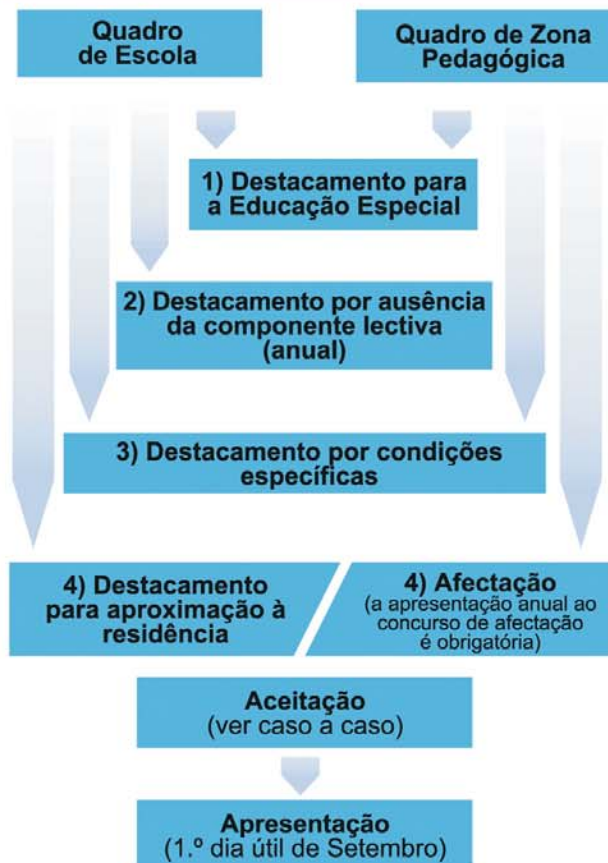 Quadro
de Escola
Quadro de Zona
Pedagógica
1) Destacamento para
a Educação Especial
2) Destacamento por ausência
da componente lectiva
(anual)
3) Destacamento por condições
específicas
4) Destacamento
para aproximação à
residência
4) Afectação
(a apresentação anual ao
concurso de afectação
é obrigatória)
Aceitação
(ver caso a caso)
Apresentação
(1.º dia útil de Setembro)